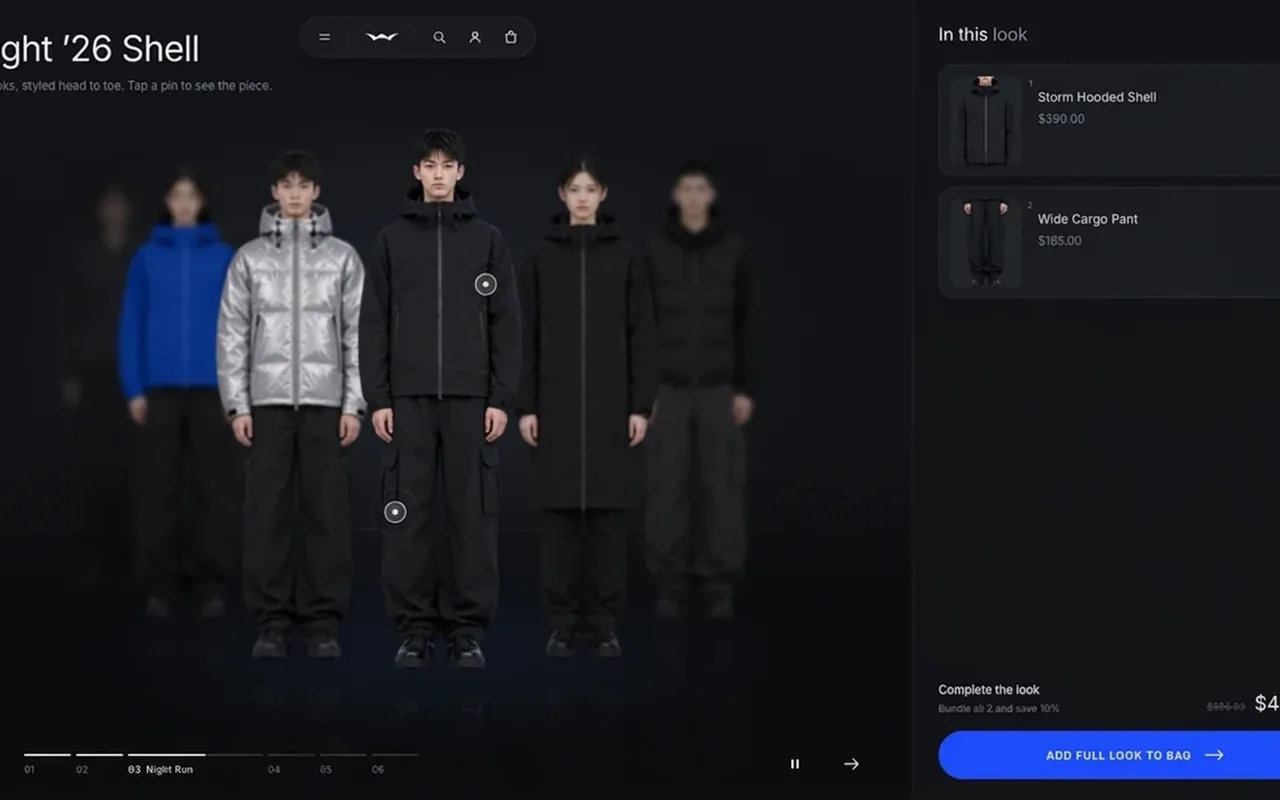 ght ’26 Shell
oks, styled head to toe. Tap a pin to see the piece.
In this look
1
Storm Hooded Shell
$390.00
2
Wide Cargo Pant
$165.00
Complete the look
Bundle all 2 and save 10%
$4
ADD FULL LOOK TO BAG
01
02
03 Night Run
04
05
06